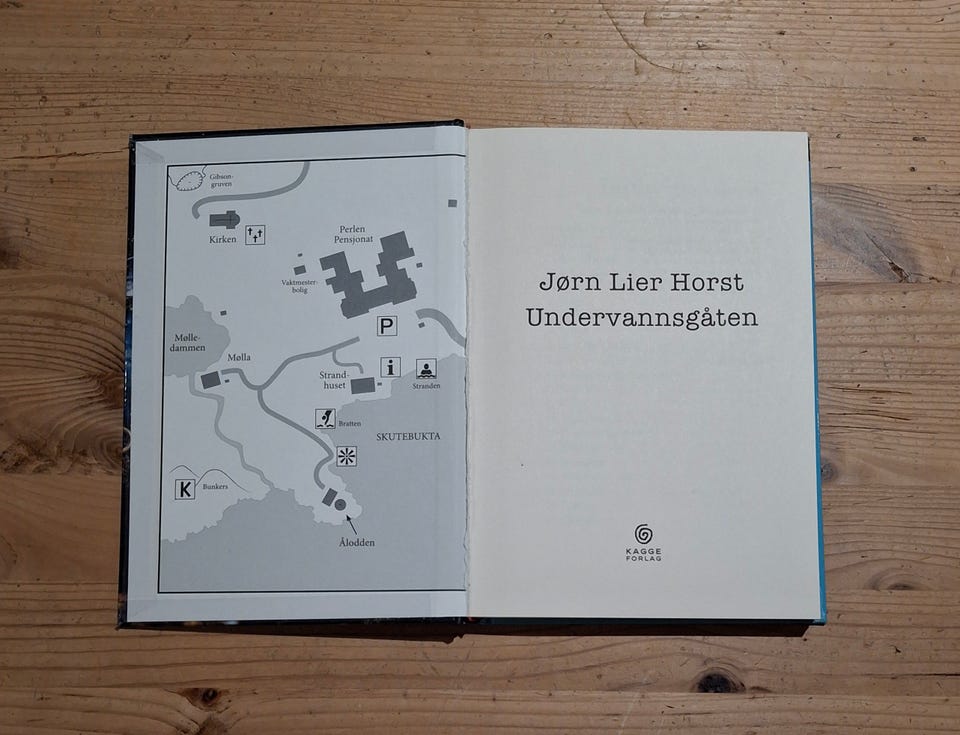 Gibson-
gruven
Kirken
Perlen
Pensjonat
Vaktmester-
bolig
P
Mølle-
dammen
Mølla
i
Strand-
huset
Stranden
Bratten
SKUTEBUKTA
K
Bunkers
Ålodden
Jørn Lier Horst
Undervannsgåten
KAGGE
FORLAG